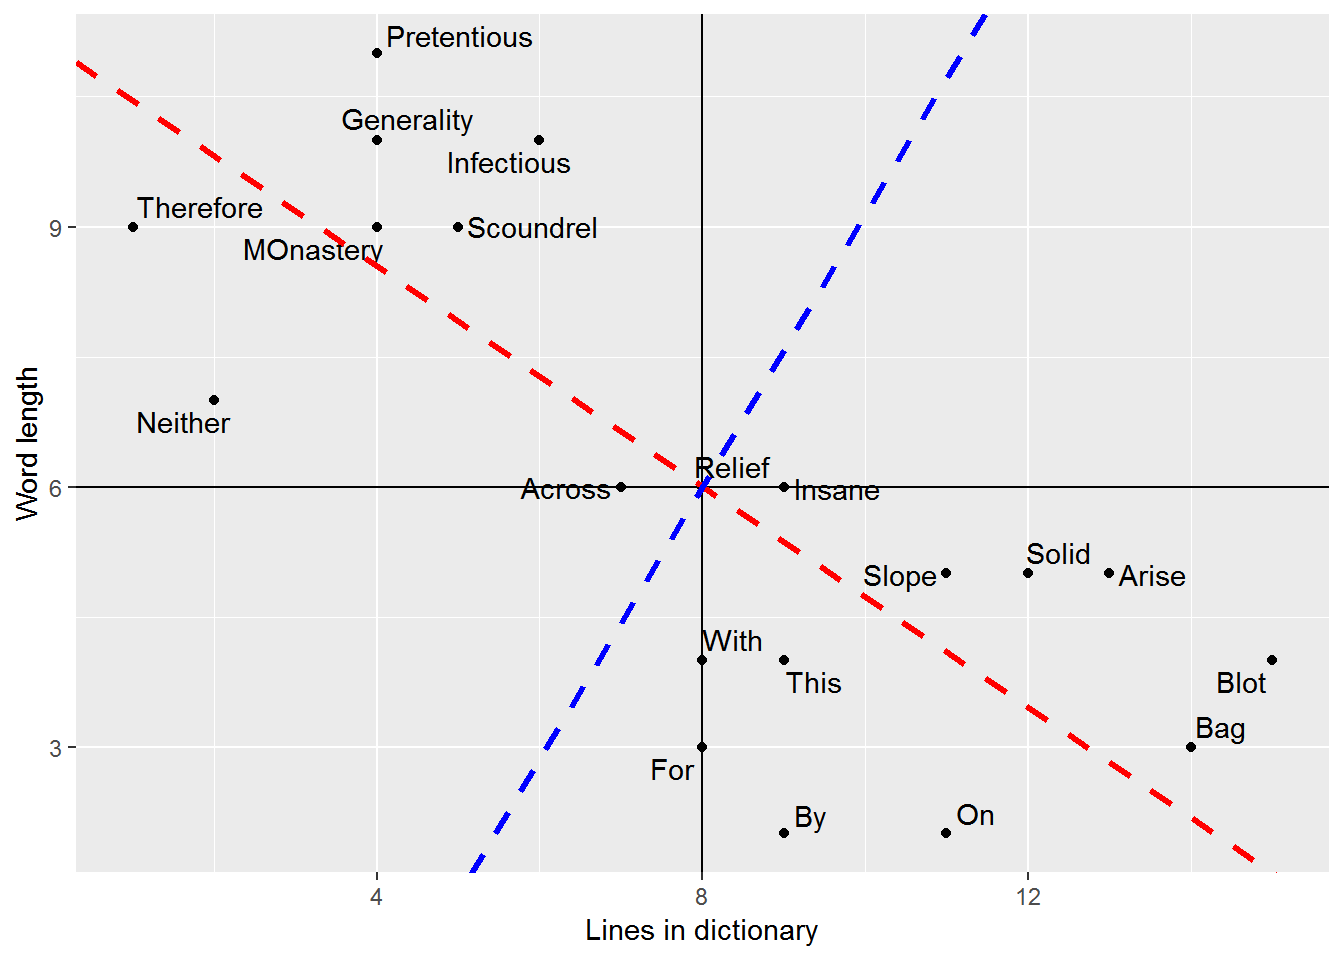 Pretentious
Generality
Infectious
Therefore
9
Scoundrel
MOnastery
Neither
Word length
Relief
6
Across
Insane
Solid
Slope
Arise
With
This
Blot
Bag
3
For
By
On
4
8
12
Lines in dictionary